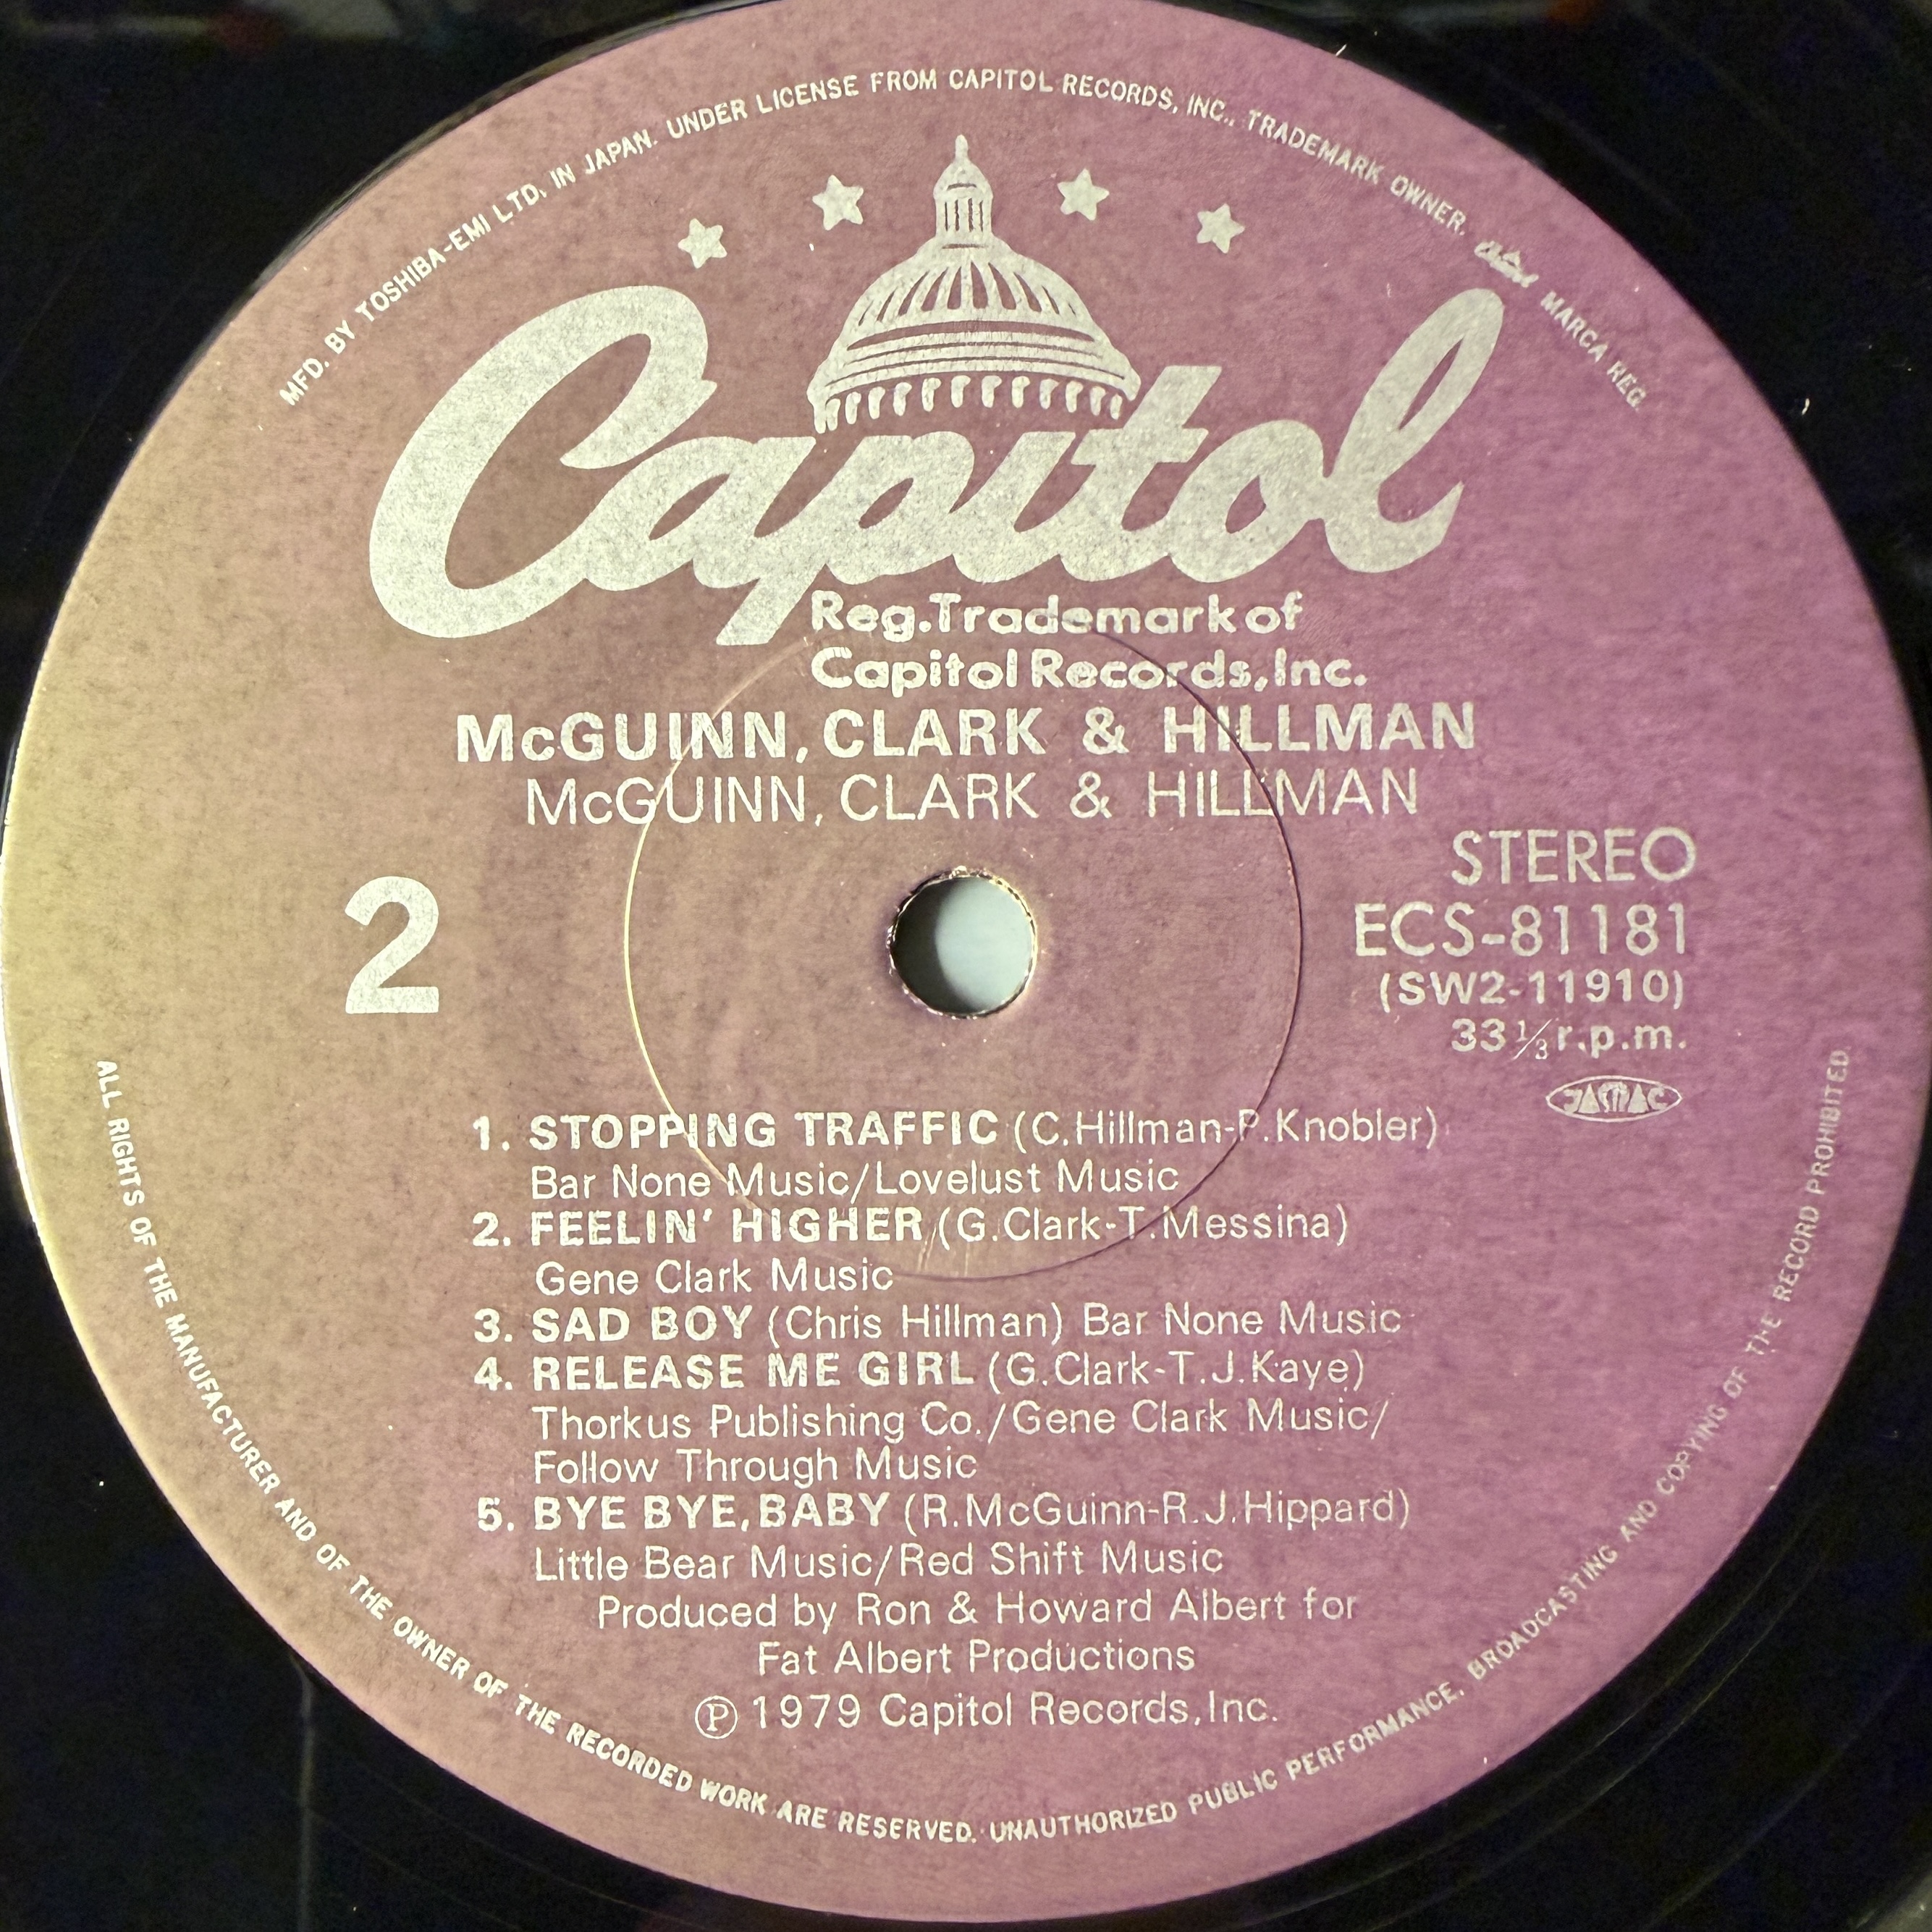 MFD. BY TOSHIBA-EMI LTD. IN JAPAN. UNDER LICENSE FROM CAPITOL RECORDS, INC., TRADEMARK OWNER. Capitol MARCA REG.
Capitol
Reg.Trademark of
Capitol Records,Inc.
McGUINN, CLARK & HILLMAN
McGUINN, CLARK & HILLMAN
2
STEREO
ECS-81181
(SW2-11910)
33 1/3 r.p.m.
JASRAC
1. STOPPING TRAFFIC (C.Hillman-P.Knobler)
Bar None Music/Lovelust Music
2. FEELIN' HIGHER (G.Clark-T.Messina)
Gene Clark Music
3. SAD BOY (Chris Hillman) Bar None Music
4. RELEASE ME GIRL (G.Clark-T.J.Kaye)
Thorkus Publishing Co./Gene Clark Music/
Follow Through Music
5. BYE BYE, BABY (R.McGuinn-R.J.Hippard)
Little Bear Music/Red Shift Music
Produced by Ron & Howard Albert for
Fat Albert Productions
℗ 1979 Capitol Records, Inc.
ALL RIGHTS OF THE MANUFACTURER AND OF THE OWNER OF THE RECORDED WORK ARE RESERVED. UNAUTHORIZED PUBLIC PERFORMANCE, BROADCASTING AND COPYING OF THE RECORD PROHIBITED.